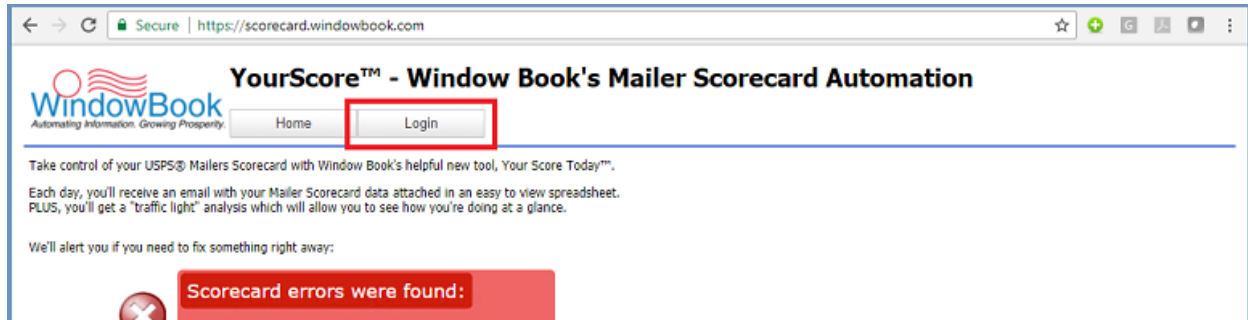 Secure | https://scorecard.windowbook.com
YourScore™ - Window Book's Mailer Scorecard Automation
WindowBook
Automating Information. Growing Prosperity.
Home
Login
Take control of your USPS® Mailers Scorecard with Window Book's helpful new tool, Your Score Today™.
Each day, you'll receive an email with your Mailer Scorecard data attached in an easy to view spreadsheet.
PLUS, you'll get a "traffic light" analysis which will allow you to see how you're doing at a glance.
We'll alert you if you need to fix something right away:
Scorecard errors were found: